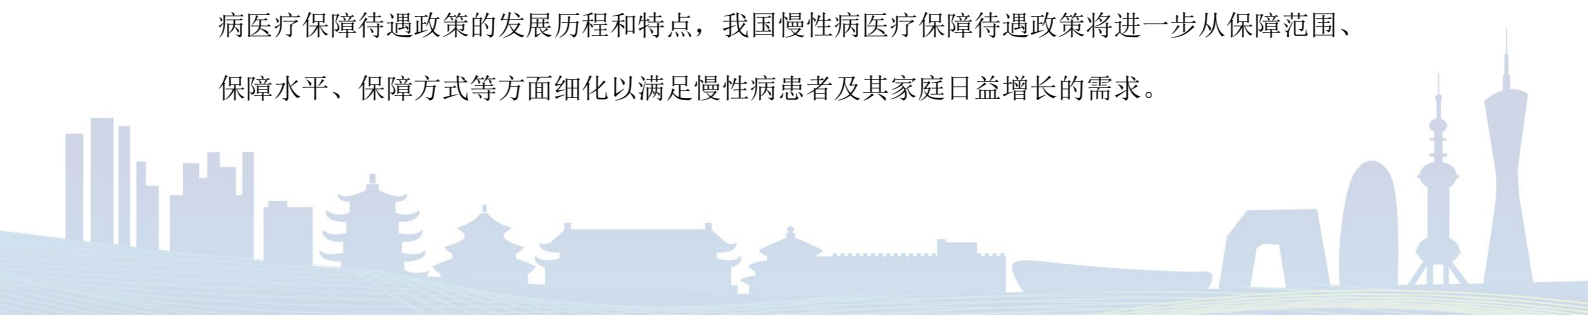 病医疗保障待遇政策的发展历程和特点，我国慢性病医疗保障待遇政策将进一步从保障范围、
保障水平、保障方式等方面细化以满足慢性病患者及其家庭日益增长的需求。